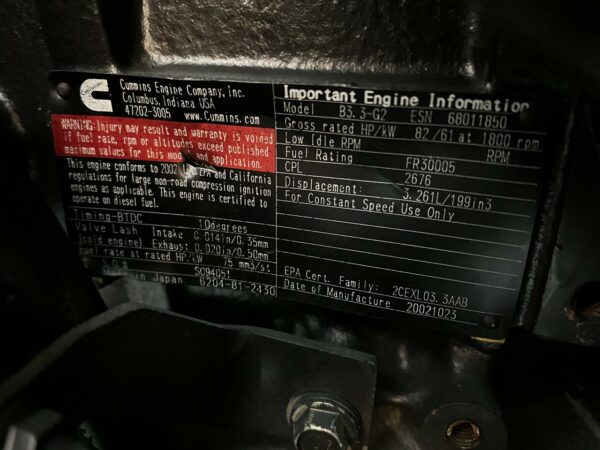 Cummins
Cummins Engine Company, Inc.
Columbus, Indiana USA
47202-3005 www.Cummins.com
WARNING: Injury may result and warranty is voided
if fuel rate, rpm or altitudes exceed published
maximum values for this model and application.
This engine conforms to 2002 EPA and California
regulations for large non-road compression ignition
engines as applicable. This engine is certified to
operate on diesel fuel.
Timing-BTDC 10degrees
Valve Lash Intake 0.014in/0.35mm
(cold engine) Exhaust 0.020in/0.50mm
Fuel rate at rated HP/kW 75 mm3/st
SC94051
in Japan 6204-81-2430
Important Engine Information
Model B3.3-G2 ESN 68011850
Gross rated HP/kW 82/61 at 1800 rpm
Low Idle RPM RPM
Fuel Rating FR30005
CPL 2676
Displacement: 3.261L/199in3
For Constant Speed Use Only
EPA Cert. Family: 2CEXL03.3AAB
Date of Manufacture 20021023